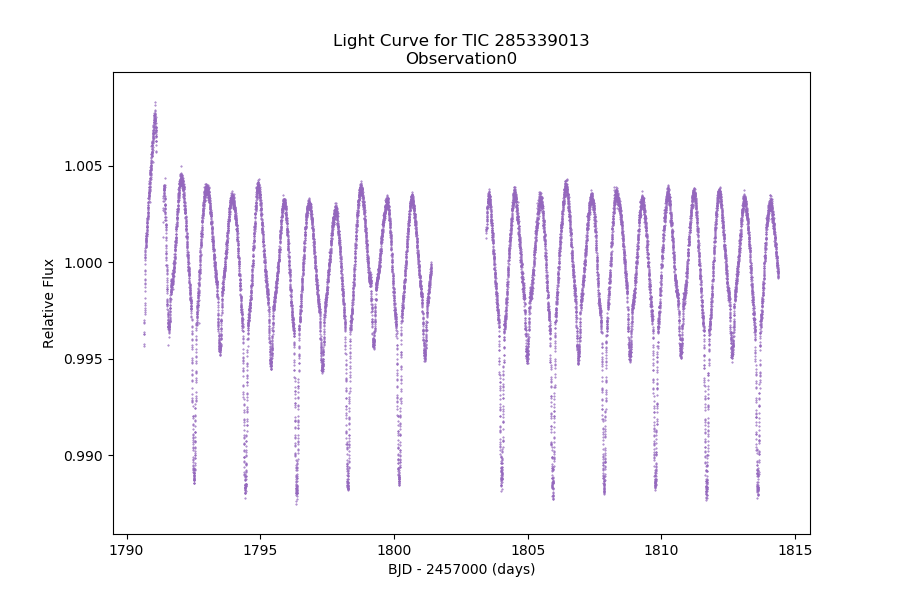 Light Curve for TIC 285339013
Observation0
Relative Flux
1.005
1.000
0.995
0.990
1790 1795 1800 1805 1810 1815
BJD - 2457000 (days)